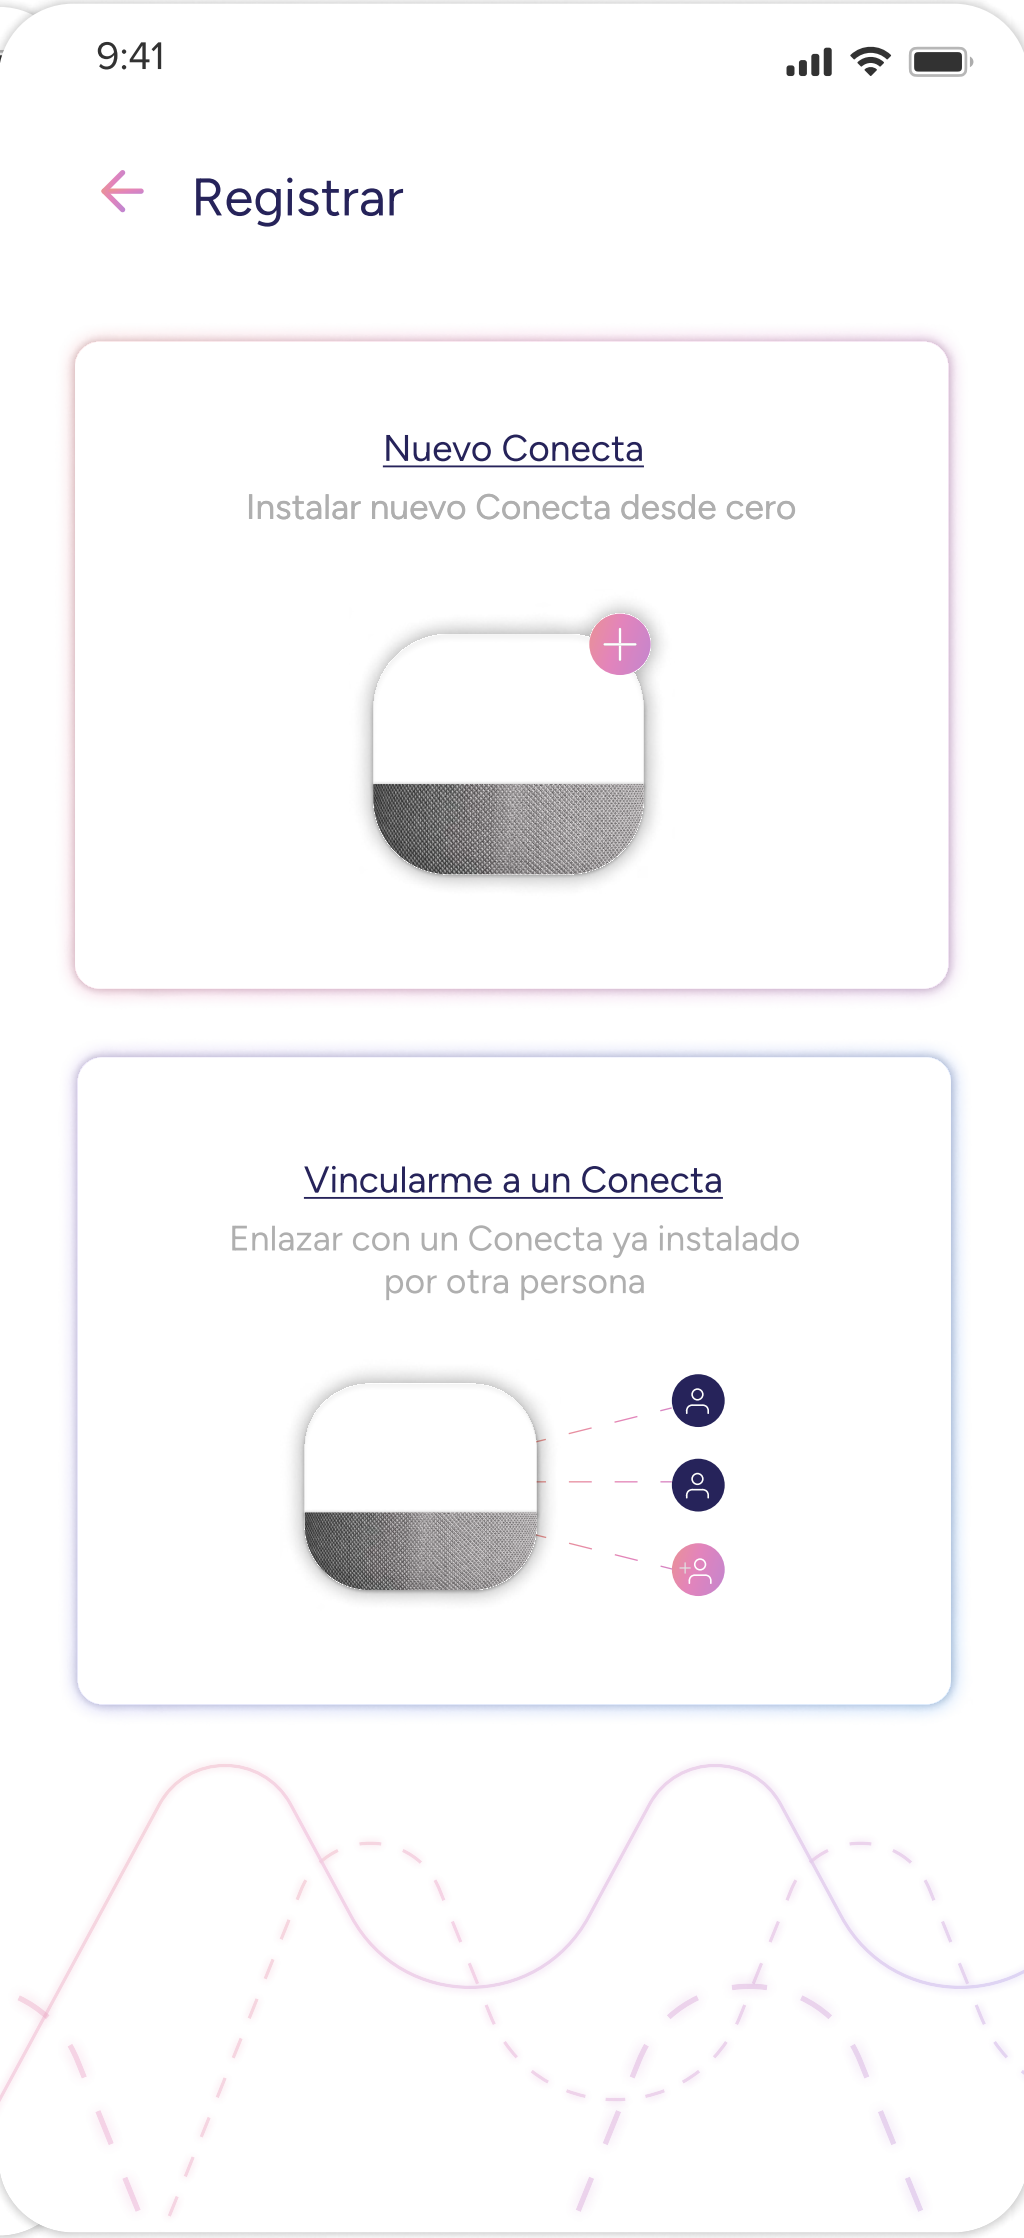 9:41
Registrar
Nuevo Conecta
Instalar nuevo Conecta desde cero
Vincularme a un Conecta
Enlazar con un Conecta ya instalado
por otra persona